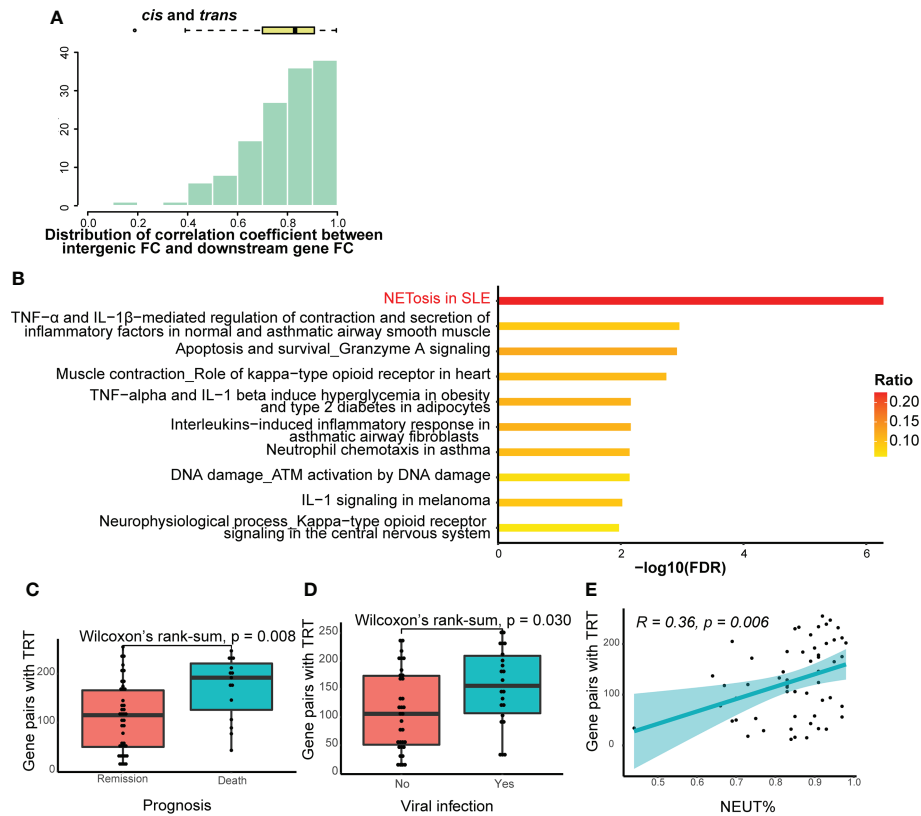 A
cis and trans
40
30
20
10
0
0.0 0.2 0.4 0.6 0.8 1.0
Distribution of correlation coefficient between
intergenic FC and downstream gene FC
B
NETosis in SLE
TNF−α and IL−1β−mediated regulation of contraction and secretion of
inflammatory factors in normal and asthmatic airway smooth muscle
Apoptosis and survival_Granzyme A signaling
Muscle contraction_Role of kappa−type opioid receptor in heart
TNF−alpha and IL−1 beta induce hyperglycemia in obesity
and type 2 diabetes in adipocytes
Interleukins−induced inflammatory response in
asthmatic airway fibroblasts
Neutrophil chemotaxis in asthma
DNA damage_ATM activation by DNA damage
IL−1 signaling in melanoma
Neurophysiological process_Kappa−type opioid receptor
signaling in the central nervous system
0 2 4 6
−log10(FDR)
Ratio
0.20
0.15
0.10
C
Wilcoxon's rank-sum, p = 0.008
Gene pairs with TRT
200
100
0
Remission Death
Prognosis
D
Wilcoxon's rank-sum, p = 0.030
Gene pairs with TRT
250
200
150
100
50
0
No Yes
Viral infection
E
R = 0.36, p = 0.006
Gene pairs with TRT
200
100
0
0.5 0.6 0.7 0.8 0.9 1.0
NEUT%